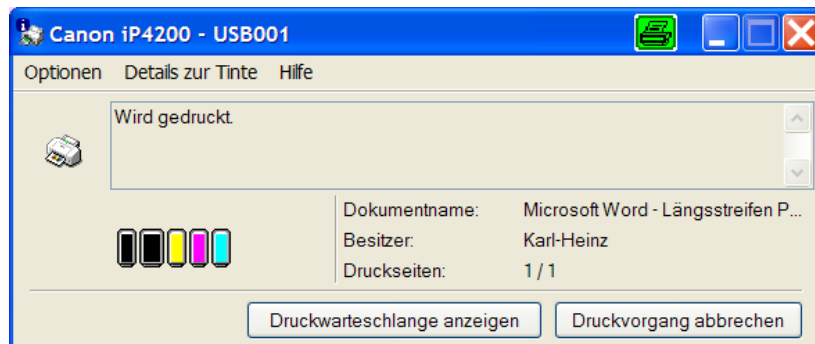 Canon iP4200 - USB001
Optionen Details zur Tinte Hilfe
Wird gedruckt.
Dokumentname: Microsoft Word - Längsstreifen P...
Besitzer: Karl-Heinz
Druckseiten: 1 / 1
Druckwarteschlange anzeigen Druckvorgang abbrechen